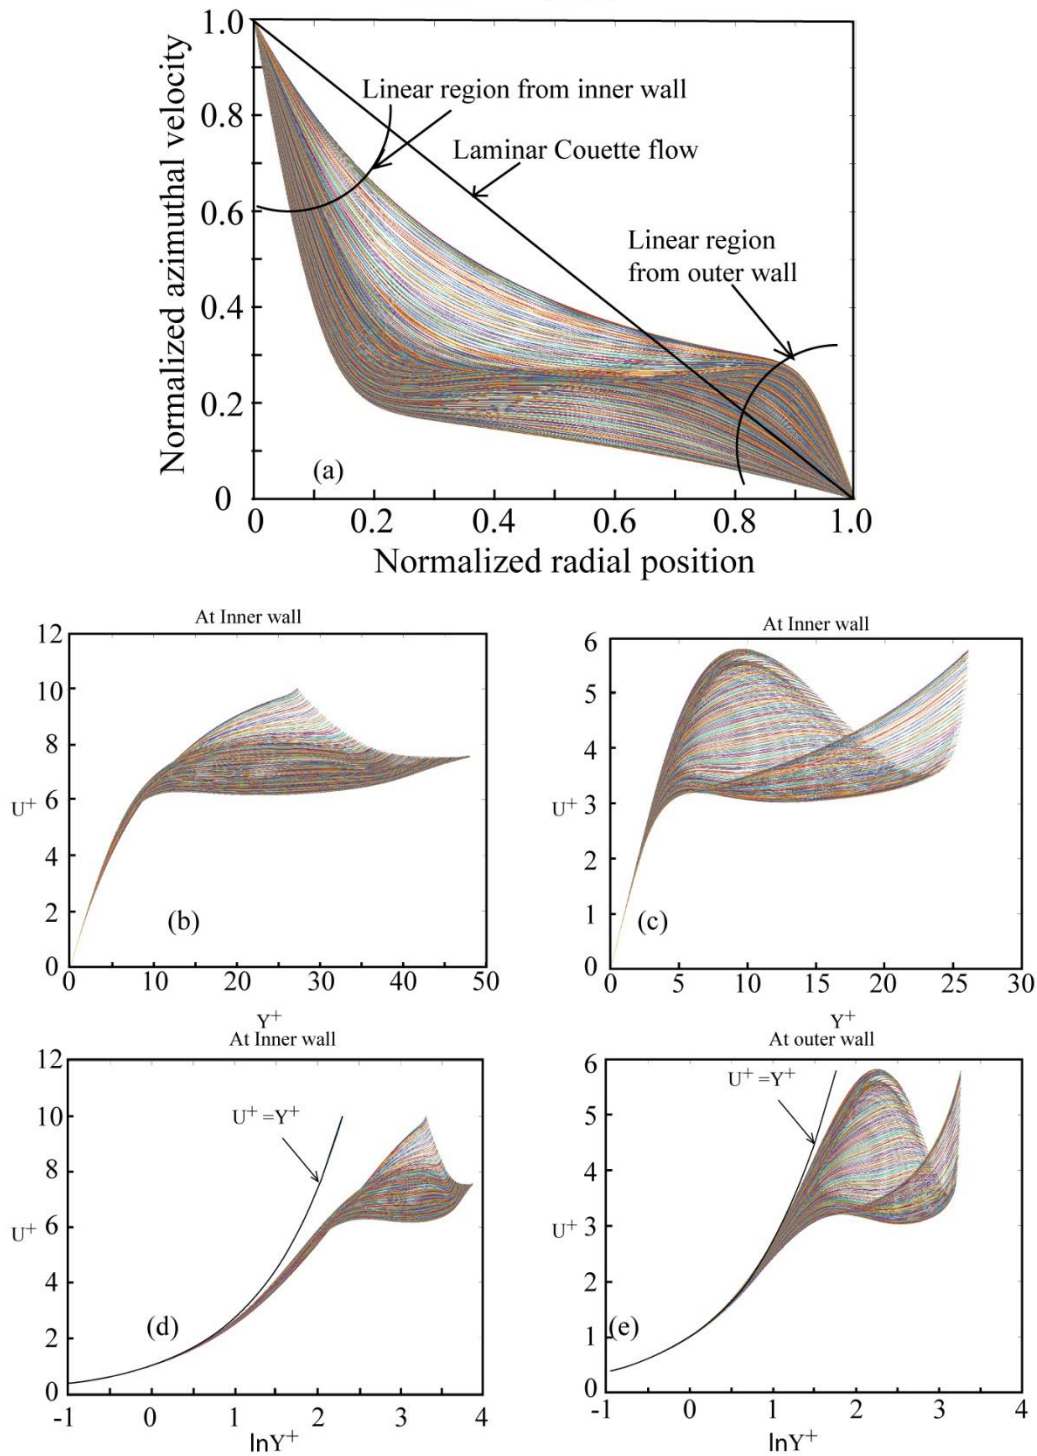 1.0
0.8
0.6
0.4
0.2
0
Normalized azimuthal velocity
Linear region from inner wall
Laminar Couette flow
Linear region
from outer wall
(a)
0 0.2 0.4 0.6 0.8 1.0
Normalized radial position
At Inner wall
12
10
8
6
4
2
0
U+
(b)
0 10 20 30 40 50
Y+
At Inner wall
6
5
4
3
2
1
0
U+
(c)
0 5 10 15 20 25 30
Y+
At Inner wall
12
10
8
6
4
2
0
U+
U+ =Y+
(d)
-1 0 1 2 3 4
lnY+
At outer wall
6
5
4
3
2
1
0
U+
U+ =Y+
(e)
-1 0 1 2 3 4
lnY+